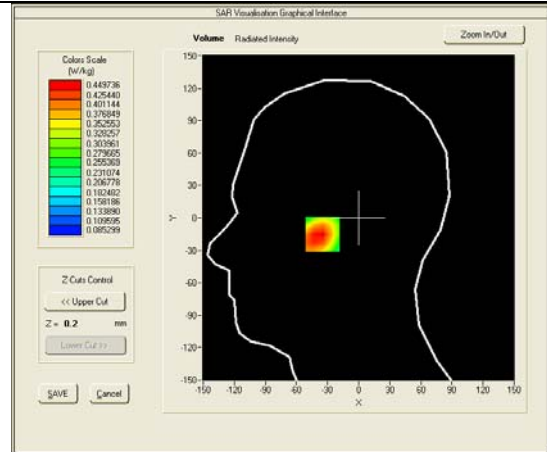 SAR Visualisation Graphical Interface
Volume Radiated Intensity
Zoom In/Out
Colors Scale
(W/kg)
0.449736
0.425440
0.401144
0.376849
0.352553
0.328257
0.303961
0.279665
0.255369
0.231074
0.206778
0.182482
0.158186
0.133890
0.109595
0.085299
Z Cuts Control
<< Upper Cut
Z = 0.2 mm
Lower Cut >>
SAVE Cancel
150
120
90
60
30
0
-30
-60
-90
-120
-150
Y
-150 -120 -90 -60 -30 0 30 60 90 120 150
X